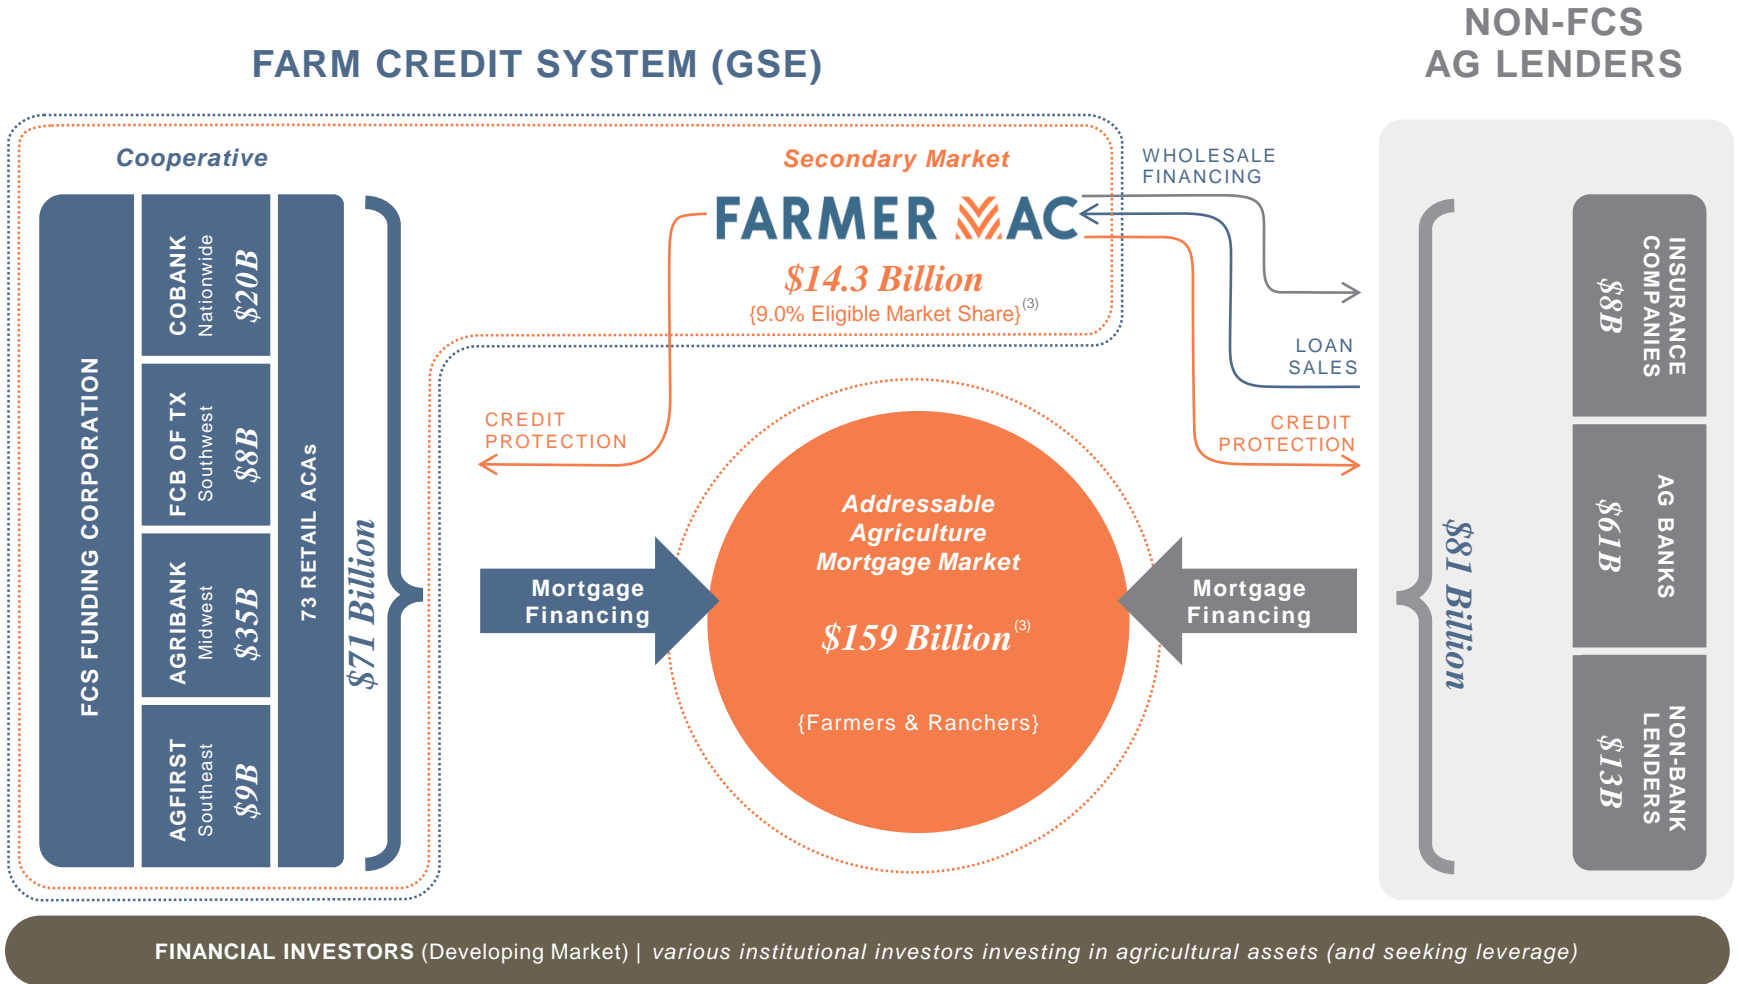 FARM CREDIT SYSTEM (GSE)
NON-FCS
AG LENDERS
Cooperative
FCS FUNDING CORPORATION
COBANK
Nationwide
$20B
FCB OF TX
Southwest
$8B
AGRIBANK
Midwest
$35B
AGFIRST
Southeast
$9B
73 RETAIL ACAs
$71 Billion
Secondary Market
FARMER MAC
$14.3 Billion
{9.0% Eligible Market Share}(3)
WHOLESALE
FINANCING
LOAN
SALES
CREDIT
PROTECTION
CREDIT
PROTECTION
Mortgage
Financing
Addressable
Agriculture
Mortgage Market
$159 Billion(3)
{Farmers & Ranchers}
Mortgage
Financing
$81 Billion
INSURANCE
COMPANIES
$8B
AG BANKS
$61B
NON-BANK
LENDERS
$13B
FINANCIAL INVESTORS (Developing Market) | various institutional investors investing in agricultural assets (and seeking leverage)